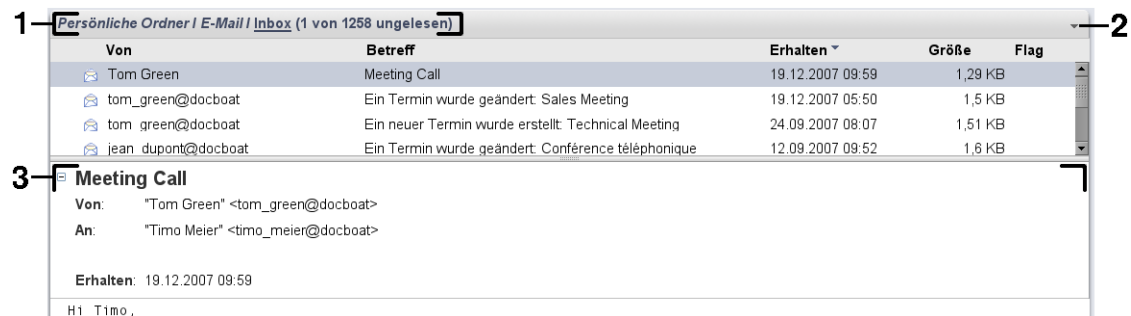 1 Persönliche Ordner / E-Mail / Inbox (1 von 1258 ungelesen) 2
Von Betreff Erhalten Größe Flag
Tom Green Meeting Call 19.12.2007 09:59 1,29 KB
tom_green@docboat Ein Termin wurde geändert: Sales Meeting 19.12.2007 05:50 1,5 KB
tom_green@docboat Ein neuer Termin wurde erstellt: Technical Meeting 24.09.2007 08:07 1,51 KB
jean_dupont@docboat Ein Termin wurde geändert: Conférence téléphonique 12.09.2007 09:52 1,6 KB
3 Meeting Call
Von: "Tom Green" <tom_green@docboat>
An: "Timo Meier" <timo_meier@docboat>
Erhalten: 19.12.2007 09:59
Hi Timo,